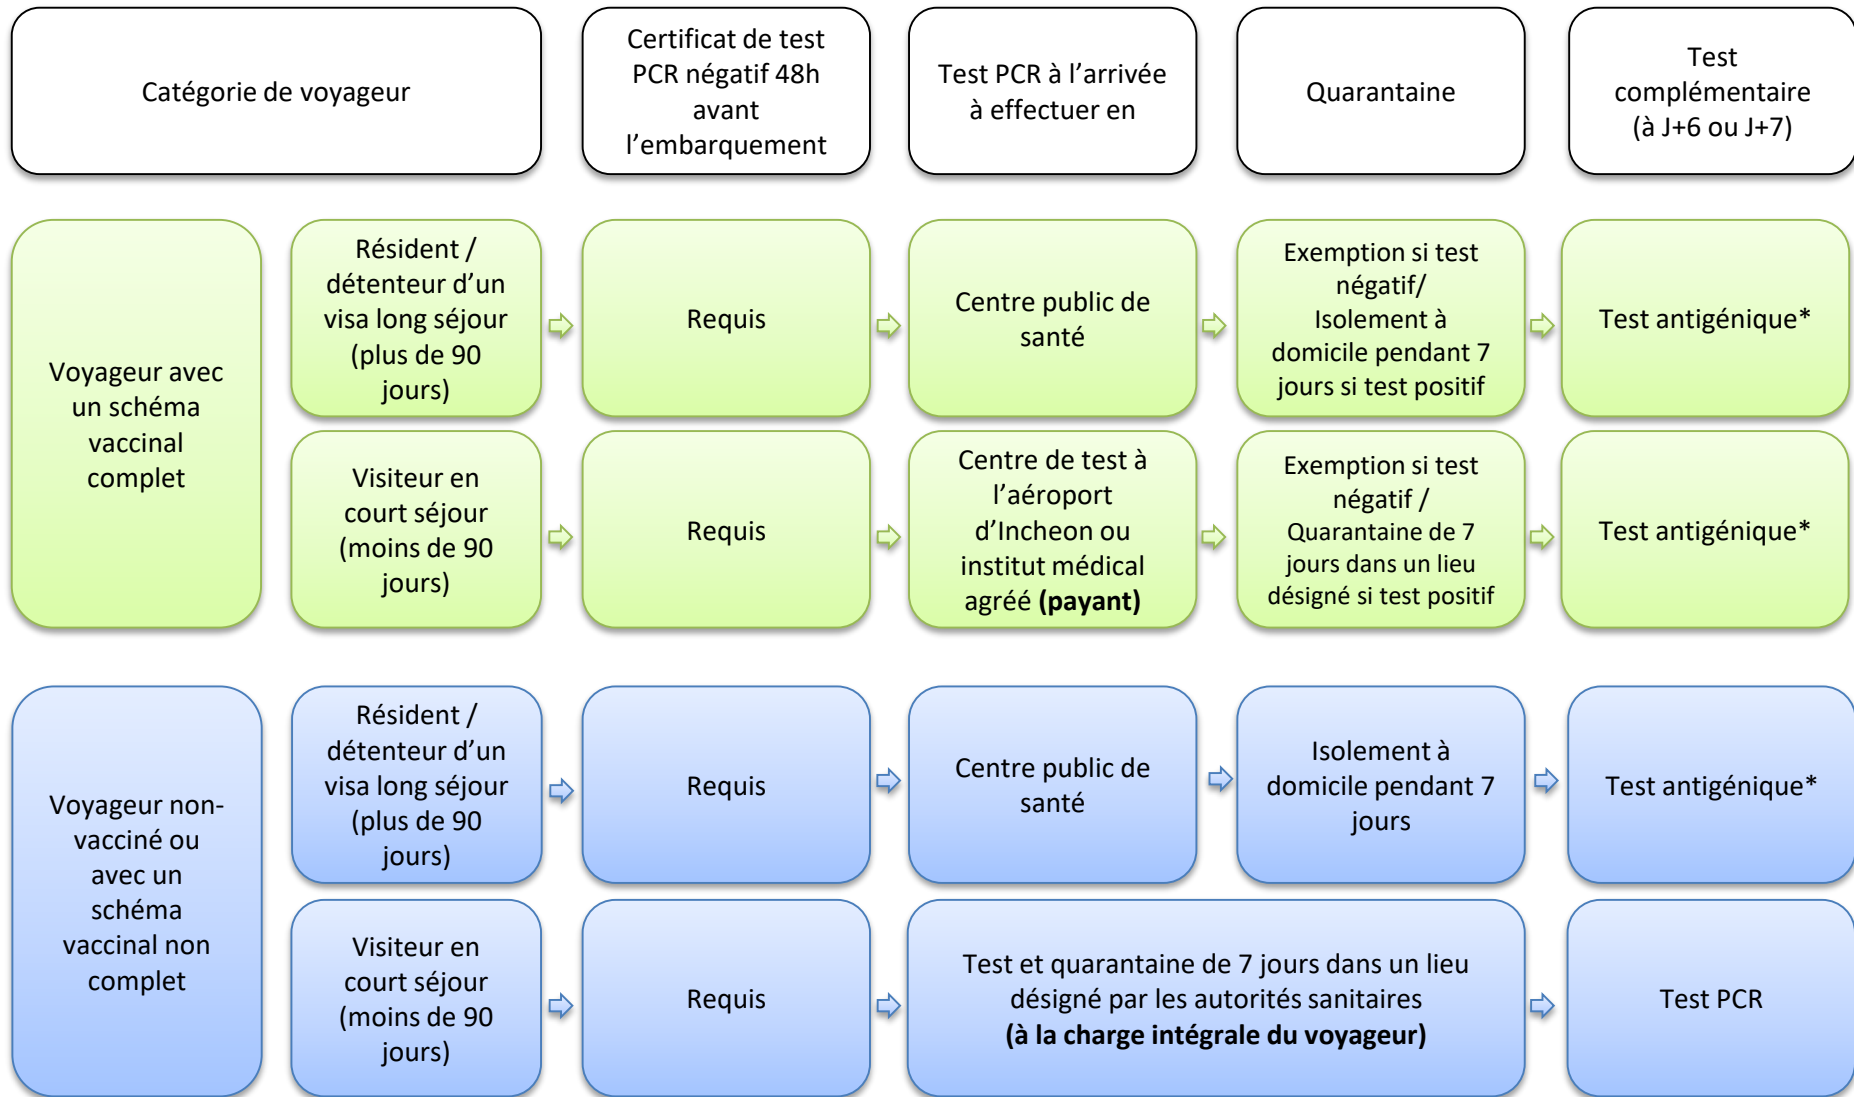 Catégorie de voyageur
Certificat de test
PCR négatif 48h
avant
l’embarquement
Test PCR à l’arrivée
à effectuer en
Quarantaine
Test
complémentaire
(à J+6 ou J+7)
Voyageur avec
un schéma
vaccinal
complet
Résident /
détenteur d’un
visa long séjour
(plus de 90
jours)
Requis
Centre public de
santé
Exemption si test
négatif/
Isolement à
domicile pendant 7
jours si test positif
Test antigénique*
Visiteur en
court séjour
(moins de 90
jours)
Requis
Centre de test à
l’aéroport
d’Incheon ou
institut médical
agréé (payant)
Exemption si test
négatif /
Quarantaine de 7
jours dans un lieu
désigné si test positif
Test antigénique*
Voyageur non-
vacciné ou
avec un
schéma
vaccinal non
complet
Résident /
détenteur d’un
visa long séjour
(plus de 90
jours)
Requis
Centre public de
santé
Isolement à
domicile pendant 7
jours
Test antigénique*
Visiteur en
court séjour
(moins de 90
jours)
Requis
Test et quarantaine de 7 jours dans un lieu
désigné par les autorités sanitaires
(à la charge intégrale du voyageur)
Test PCR